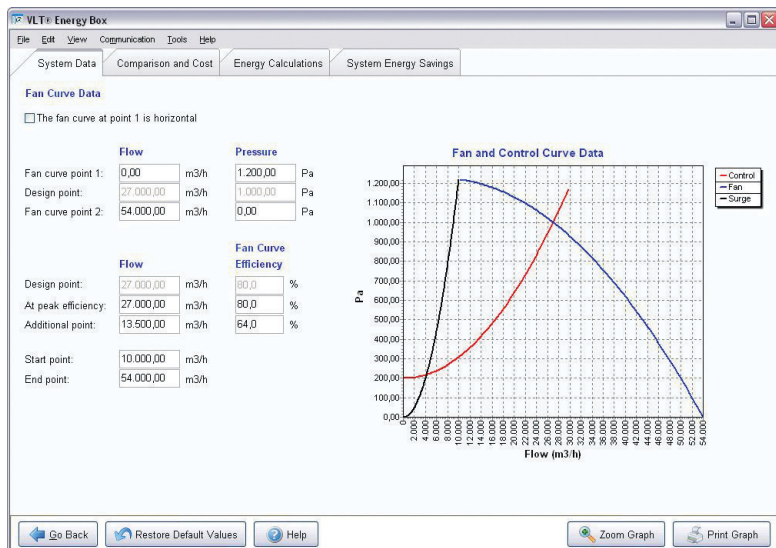 VLT® Energy Box
File Edit View Communication Tools Help
System Data Comparison and Cost Energy Calculations System Energy Savings
Fan Curve Data
The fan curve at point 1 is horizontal
Flow Pressure
Fan curve point 1: 0,00 m3/h 1.200,00 Pa
Design point: 27.000,00 m3/h 1.000,00 Pa
Fan curve point 2: 54.000,00 m3/h 0,00 Pa
Flow Fan Curve Efficiency
Design point: 27.000,00 m3/h 80,0 %
At peak efficiency: 27.000,00 m3/h 80,0 %
Additional point: 13.500,00 m3/h 64,0 %
Start point: 10.000,00 m3/h
End point: 54.000,00 m3/h
Fan and Control Curve Data
Control
Fan
Surge
1.200,00
1.100,00
1.000,00
900,00
800,00
700,00
600,00
500,00
400,00
300,00
200,00
100,00
0,00
Pa
0 2.000 4.000 6.000 8.000 10.000 12.000 14.000 16.000 18.000 20.000 22.000 24.000 26.000 28.000 30.000 32.000 34.000 36.000 38.000 40.000 42.000 44.000 46.000 48.000 50.000 52.000 54.000
Flow (m3/h)
Go Back Restore Default Values Help Zoom Graph Print Graph